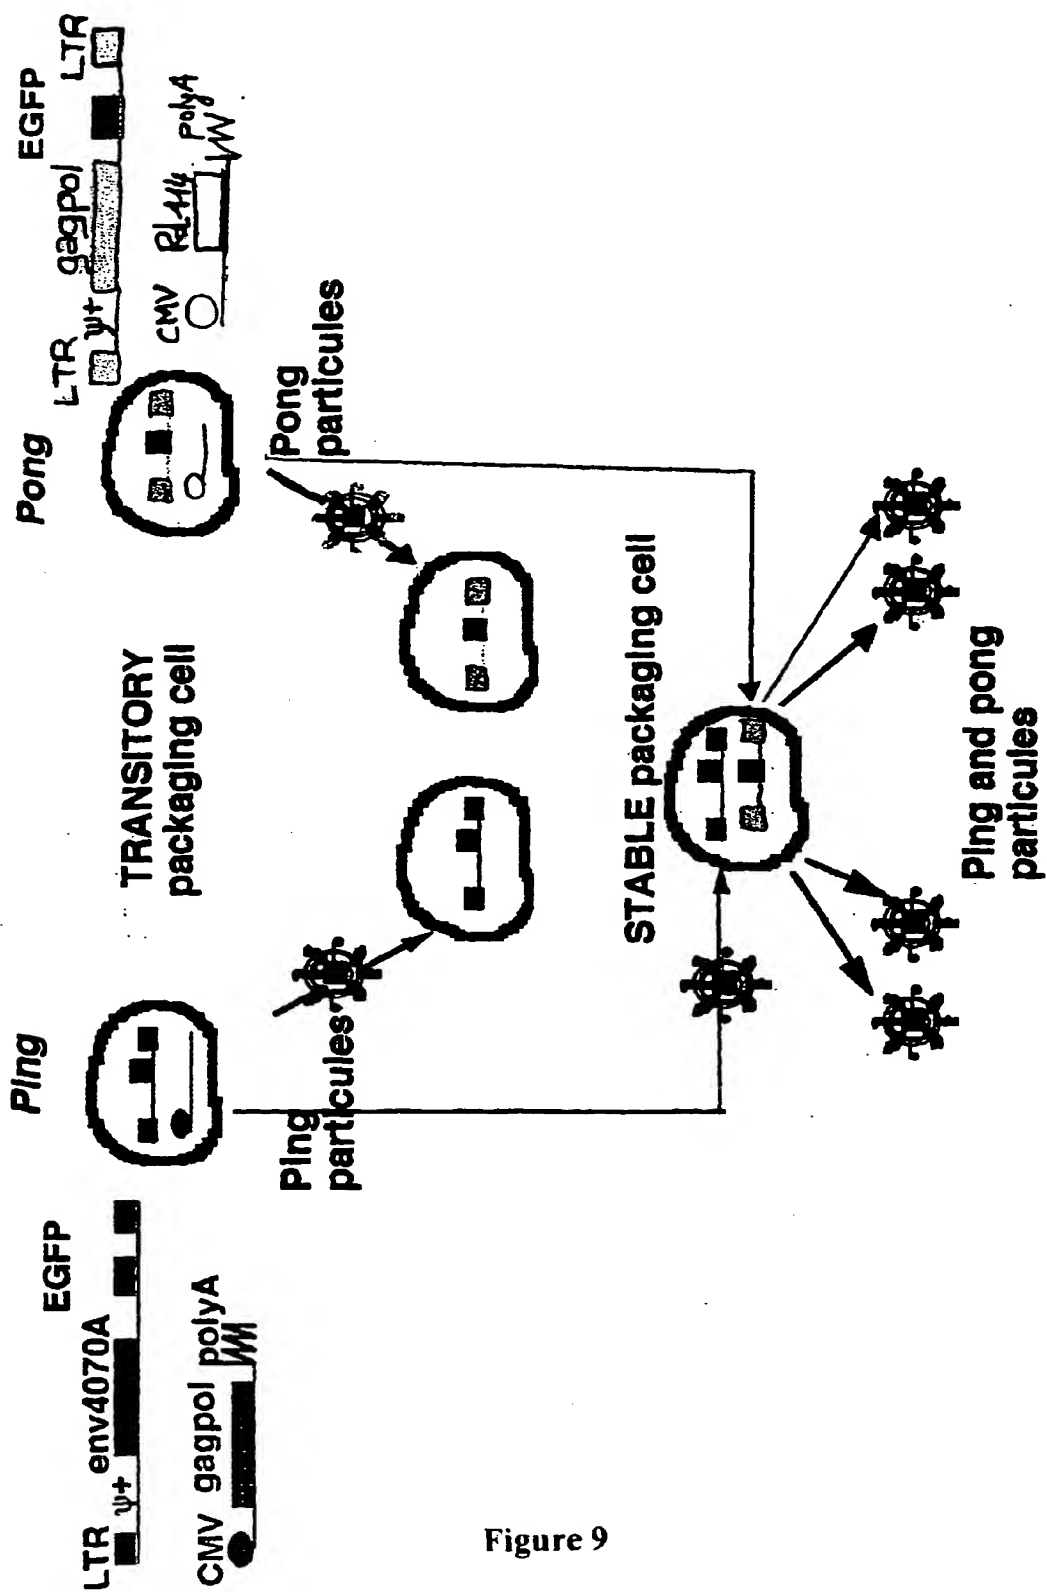 Ping
Pong
EGFP
LTR ψ+ env4070A
CMV gagpol polyA
EGFP
LTR ψ+ gagpol LTR
CMV Rd114 polyA
TRANSITORY
packaging cell
Ping
particules
Pong
particules
STABLE packaging cell
Ping and pong
particules
Figure 9